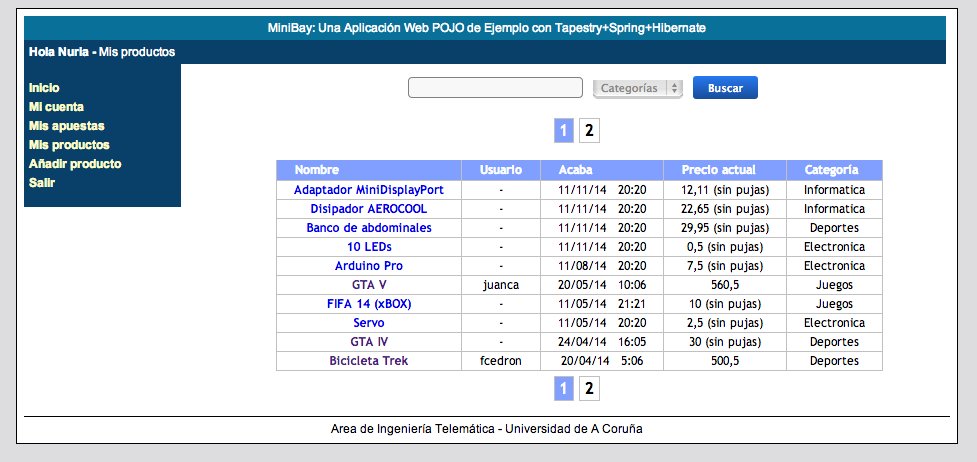 MiniBay: Una Aplicación Web POJO de Ejemplo con Tapestry+Spring+Hibernate
Hola Nuria - Mis productos
Inicio
Mi cuenta
Mis apuestas
Mis productos
Añadir producto
Salir
Categorías Buscar
1 2
Nombre Usuario Acaba Precio actual Categoría
Adaptador MiniDisplayPort - 11/11/14 20:20 12,11 (sin pujas) Informatica
Disipador AEROCOOL - 11/11/14 20:20 22,65 (sin pujas) Informatica
Banco de abdominales - 11/11/14 20:20 29,95 (sin pujas) Deportes
10 LEDs - 11/11/14 20:20 0,5 (sin pujas) Electronica
Arduino Pro - 11/08/14 20:20 7,5 (sin pujas) Electronica
GTA V juanca 20/05/14 10:06 560,5 Juegos
FIFA 14 (xBOX) - 11/05/14 21:21 10 (sin pujas) Juegos
Servo - 11/05/14 20:20 2,5 (sin pujas) Electronica
GTA IV - 24/04/14 16:05 30 (sin pujas) Deportes
Bicicleta Trek fcedron 20/04/14 5:06 500,5 Deportes
1 2
Area de Ingeniería Telemática - Universidad de A Coruña